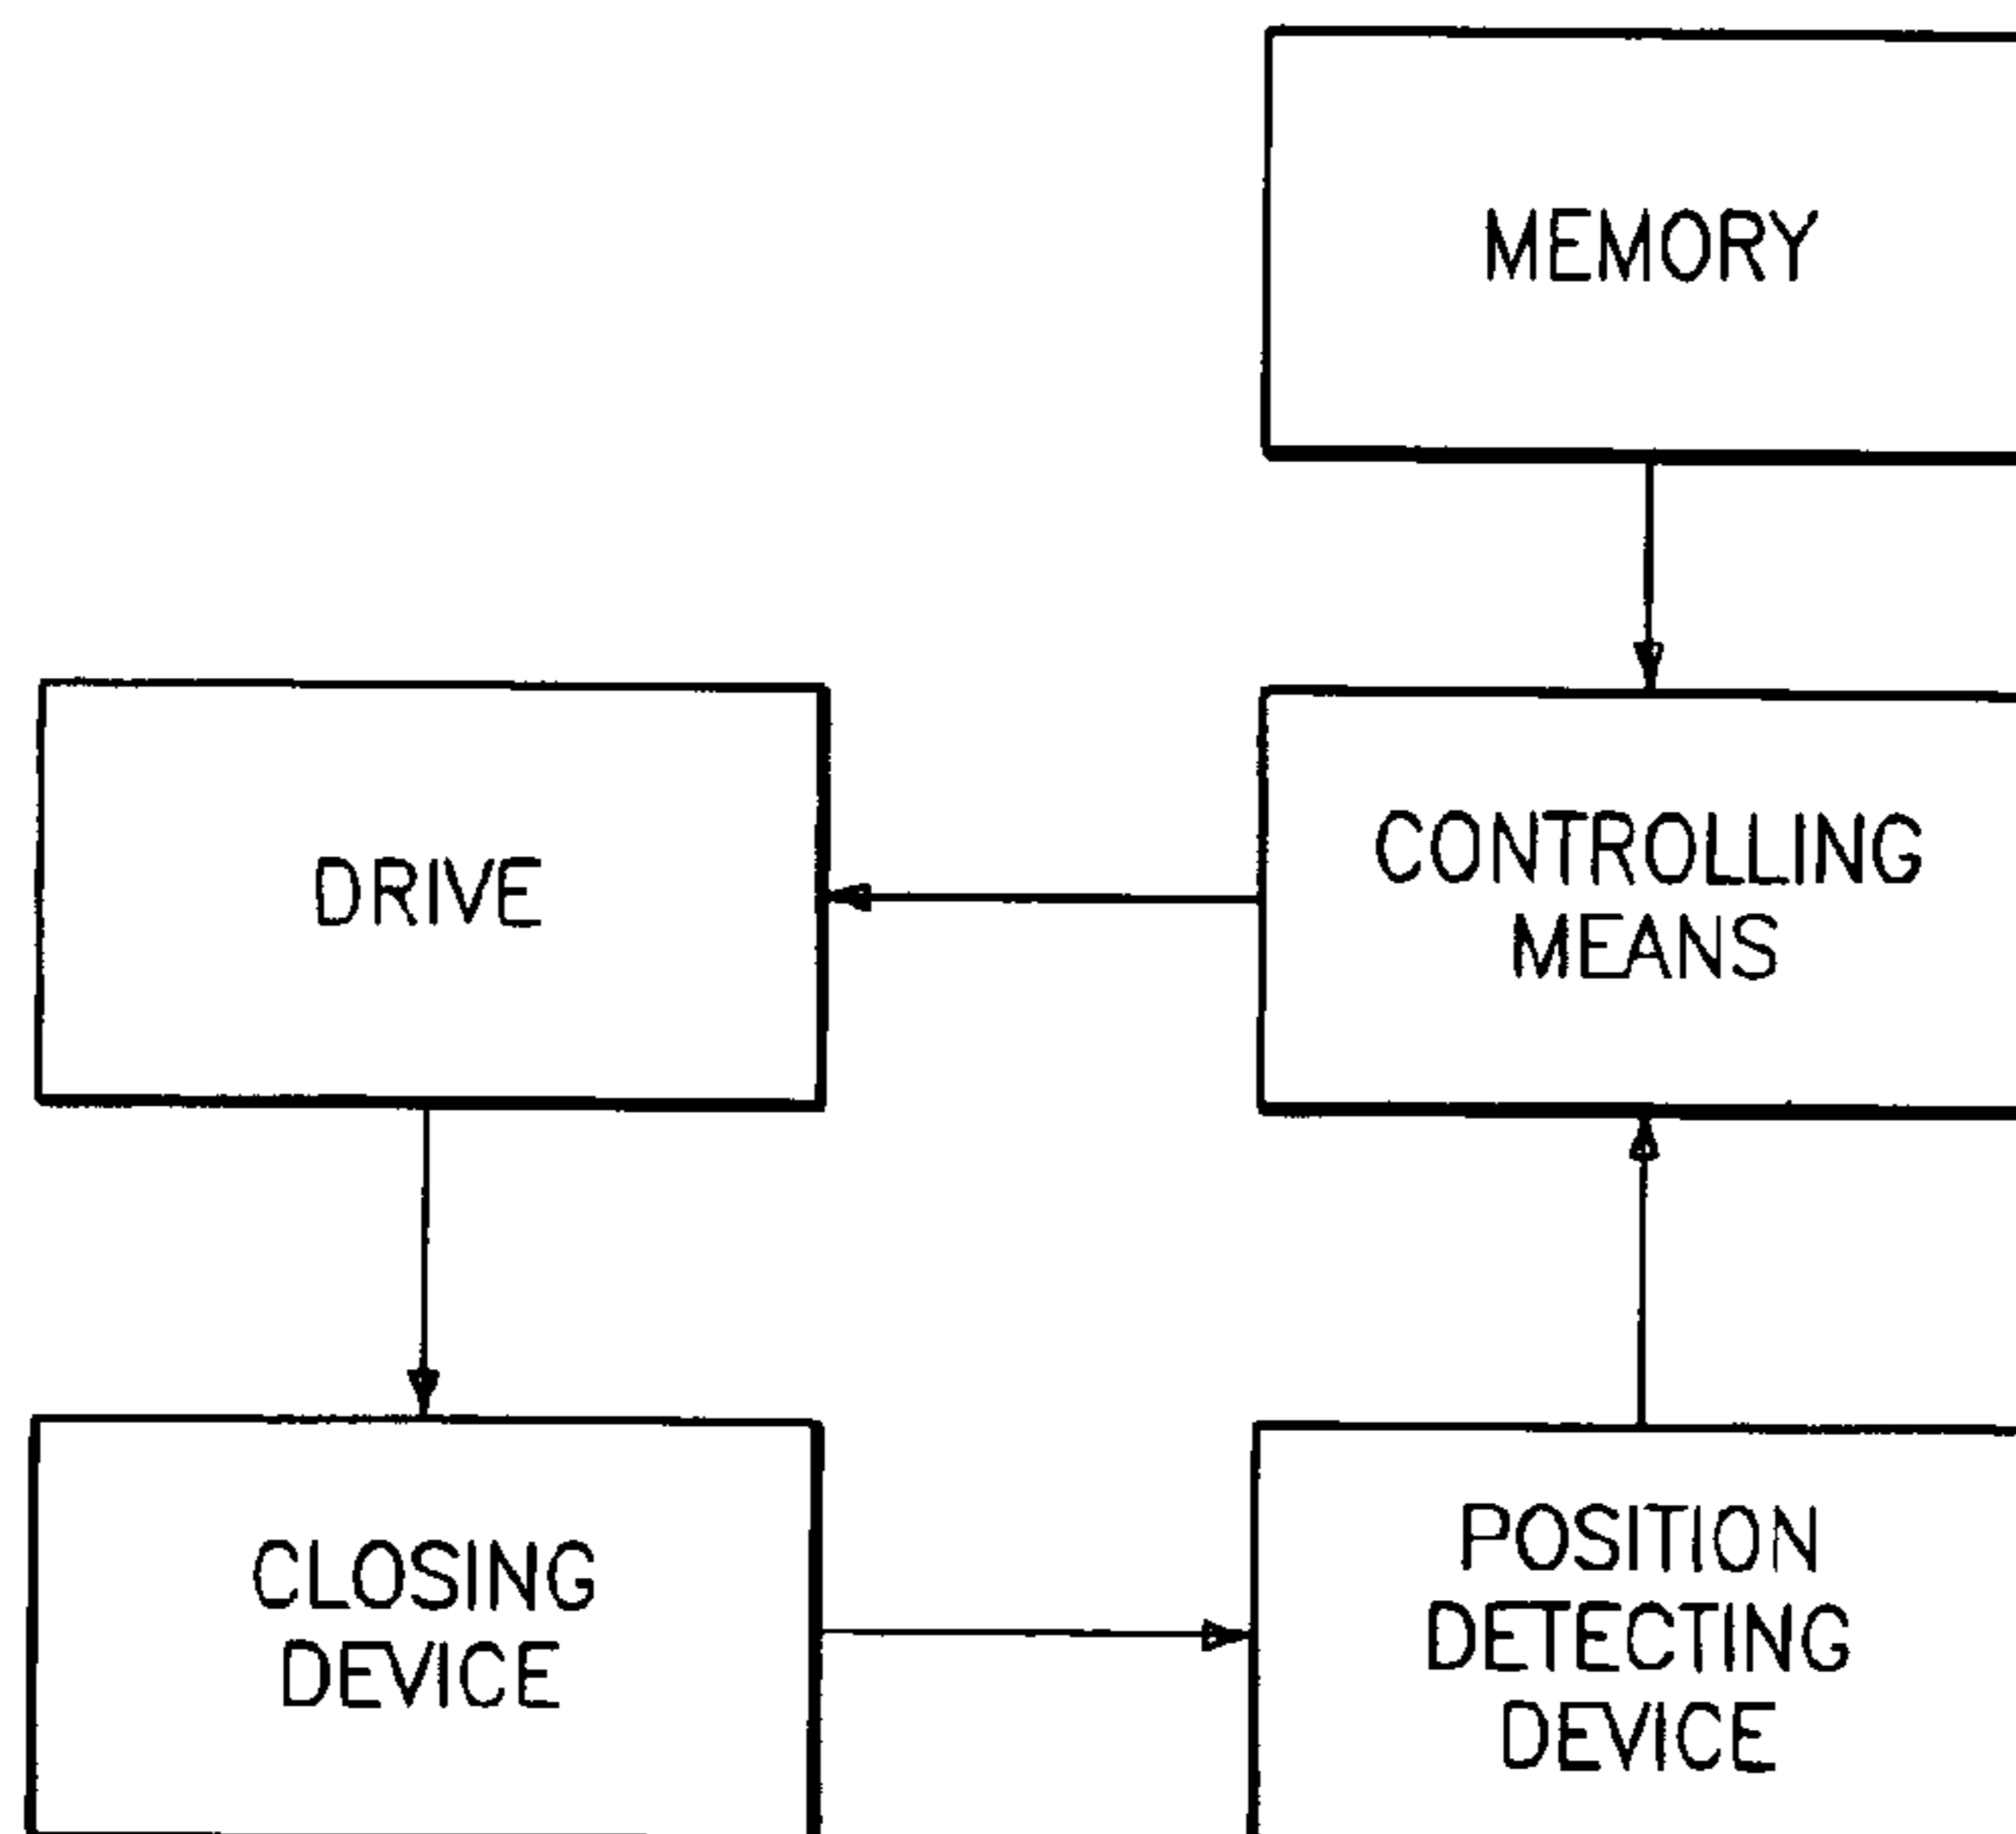 MEMORY
DRIVE
CONTROLLING
MEANS
CLOSING
DEVICE
POSITION
DETECTING
DEVICE